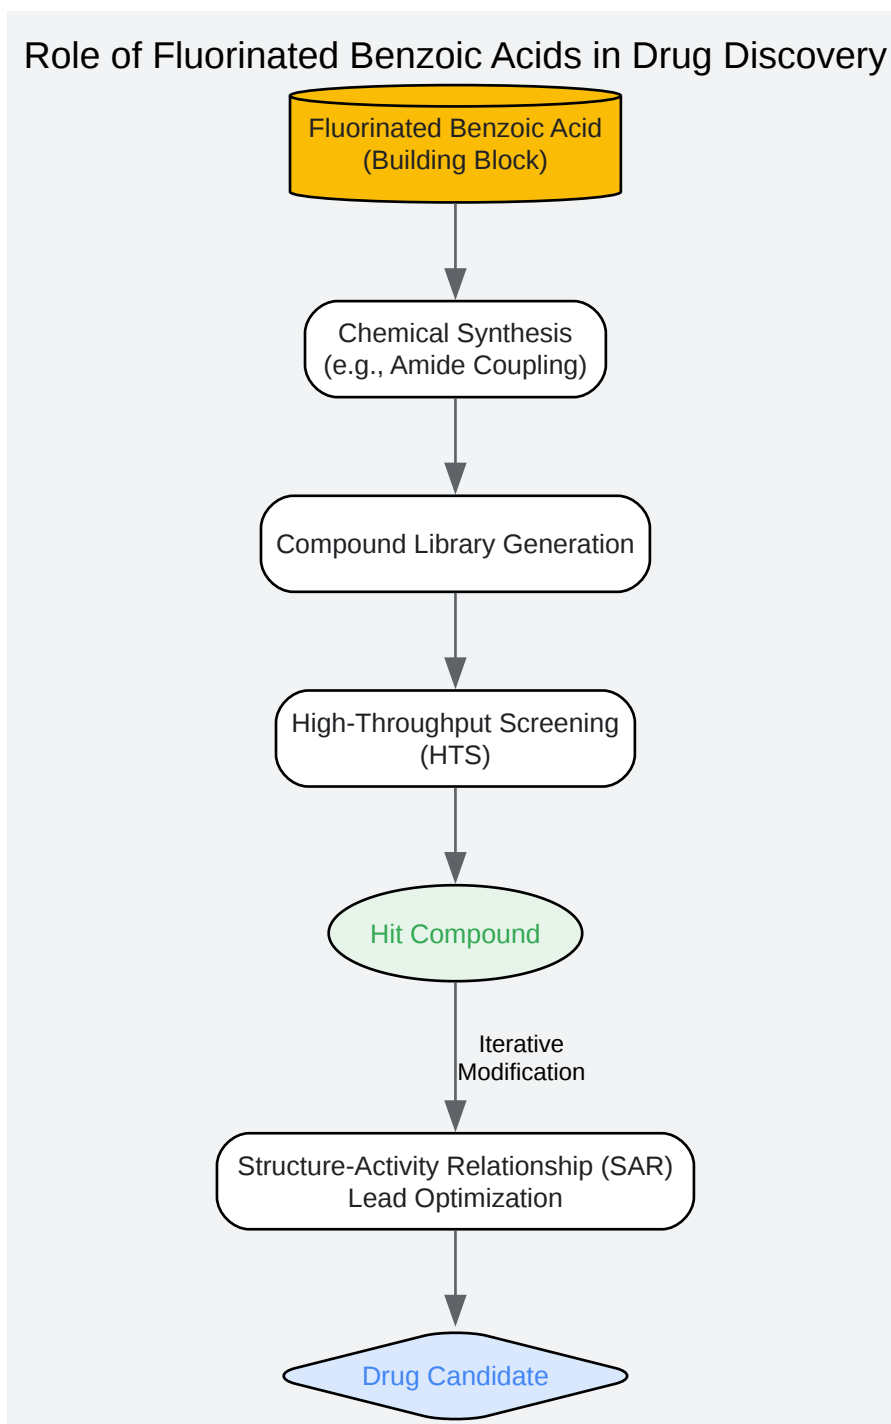 Role of Fluorinated Benzoic Acids in Drug Discovery
Fluorinated Benzoic Acid
(Building Block)
Chemical Synthesis
(e.g., Amide Coupling)
Compound Library Generation
High-Throughput Screening
(HTS)
Hit Compound
Iterative
Modification
Structure-Activity Relationship (SAR)
Lead Optimization
Drug Candidate